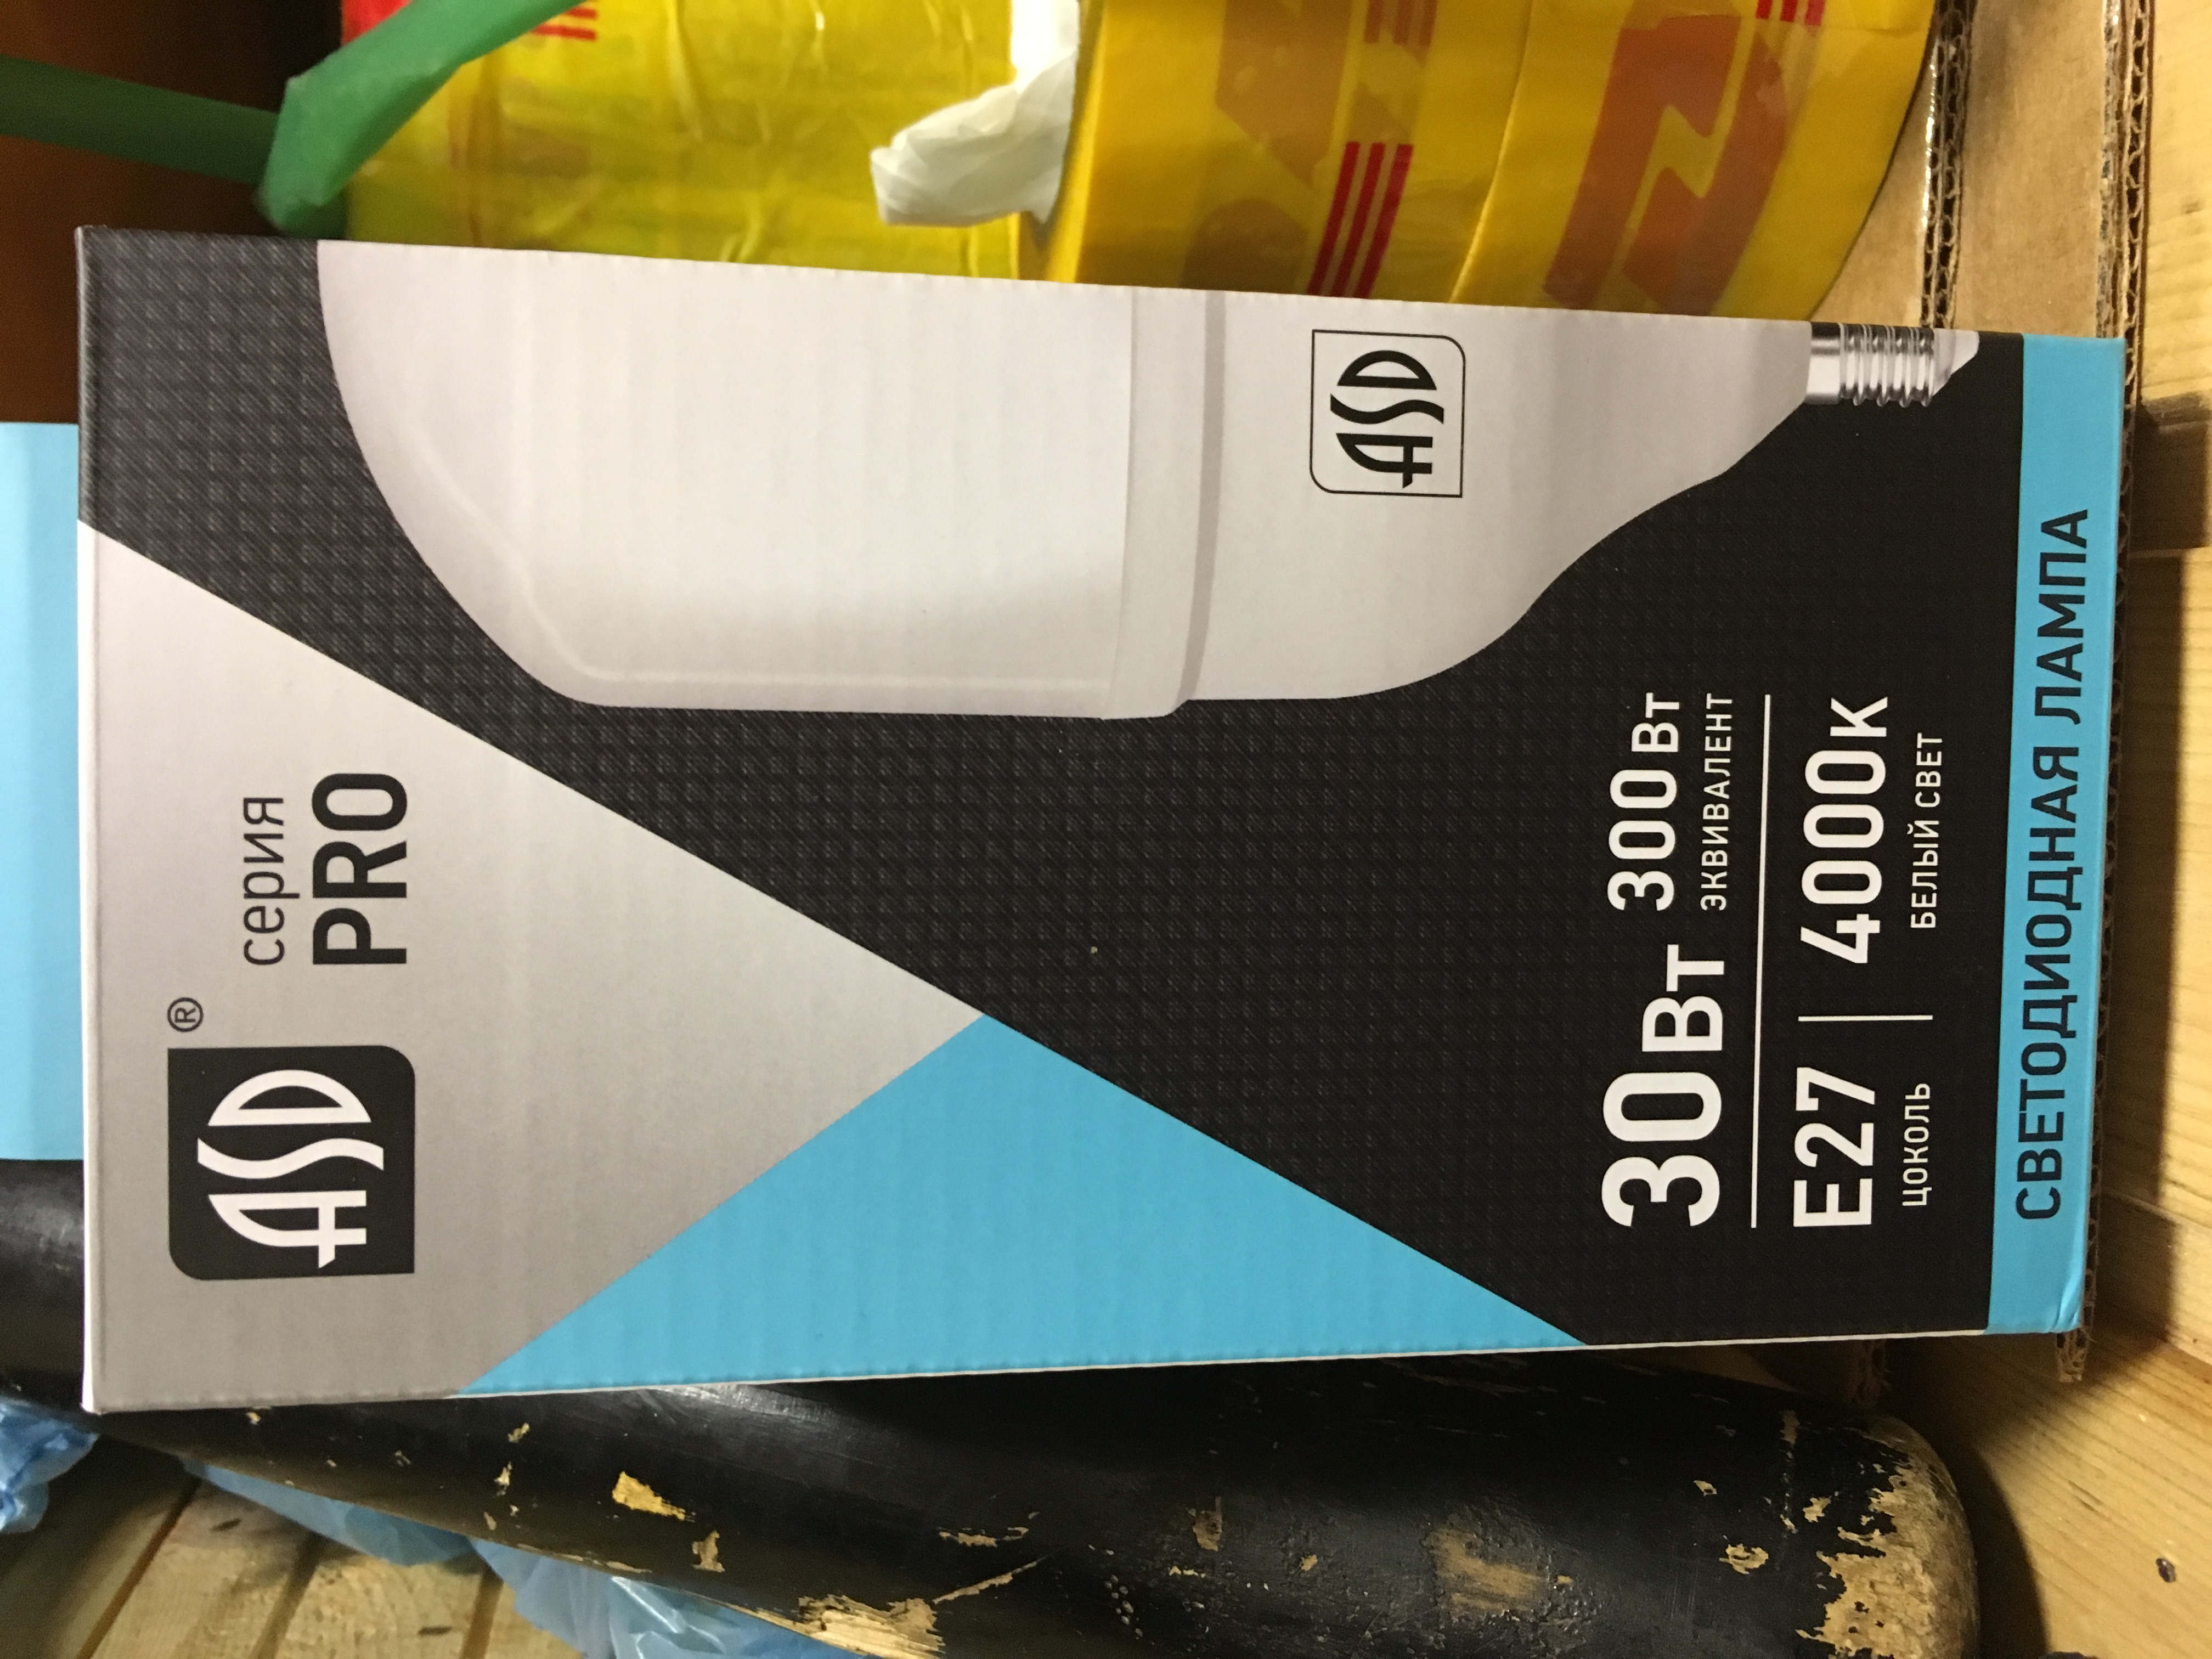 ASD®
серия
PRO
ASD
30Вт 300Вт
ЭКВИВАЛЕНТ
E27 4000К
ЦОКОЛЬ БЕЛЫЙ СВЕТ
СВЕТОДИОДНАЯ ЛАМПА